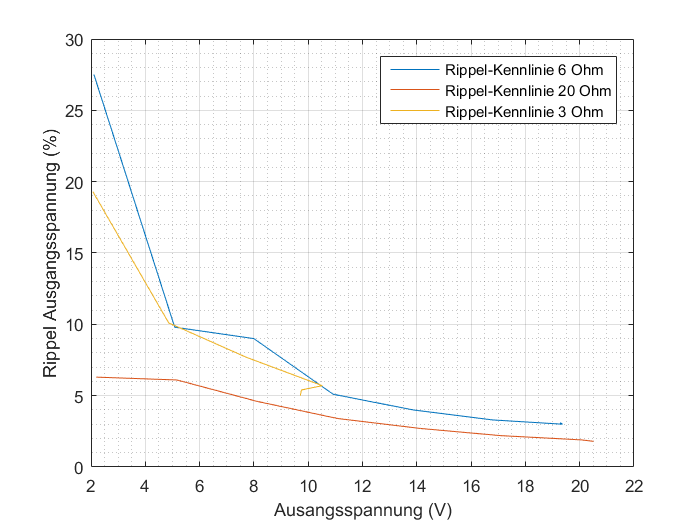 30
25
20
15
10
5
0
Rippel Ausgangsspannung (%)
Rippel-Kennlinie 6 Ohm
Rippel-Kennlinie 20 Ohm
Rippel-Kennlinie 3 Ohm
2 4 6 8 10 12 14 16 18 20 22
Ausangsspannung (V)